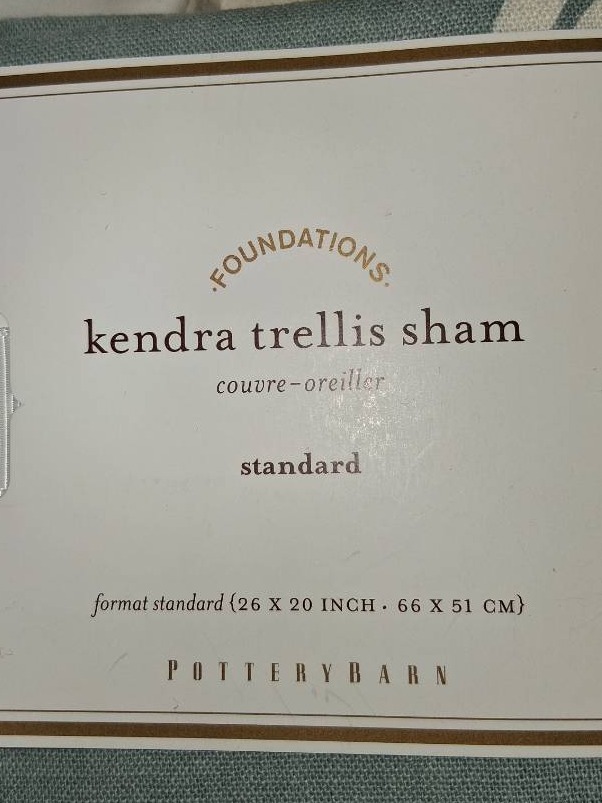 ·FOUNDATIONS·
kendra trellis sham
couvre-oreiller
standard
format standard {26 X 20 INCH · 66 X 51 CM}
POTTERYBARN